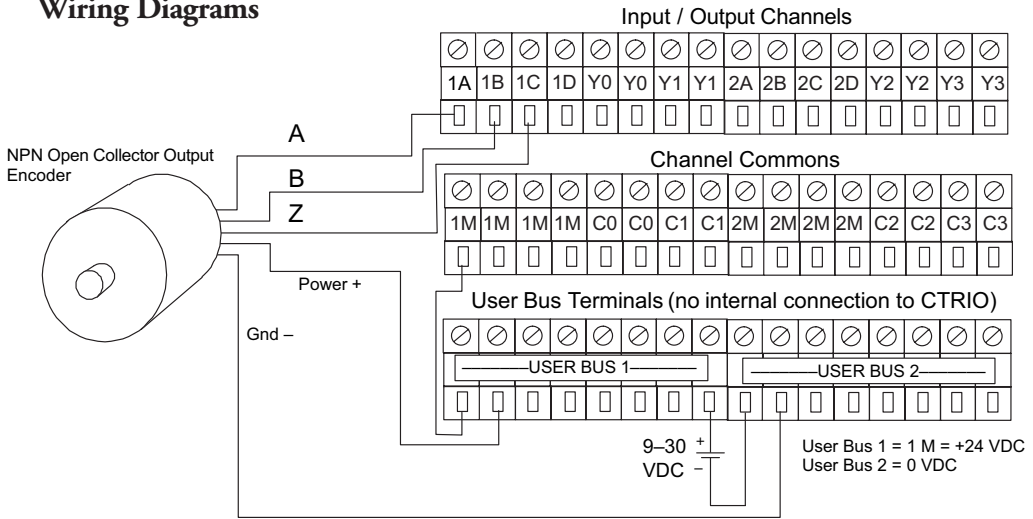 Wiring Diagrams
Input / Output Channels
1A 1B 1C 1D Y0 Y0 Y1 Y1 2A 2B 2C 2D Y2 Y2 Y3 Y3
A
NPN Open Collector Output
Encoder
B
Z
Channel Commons
1M 1M 1M 1M C0 C0 C1 C1 2M 2M 2M 2M C2 C2 C3 C3
Power +
User Bus Terminals (no internal connection to CTRIO)
Gnd –
USER BUS 1
USER BUS 2
9–30 +
VDC –
User Bus 1 = 1 M = +24 VDC
User Bus 2 = 0 VDC